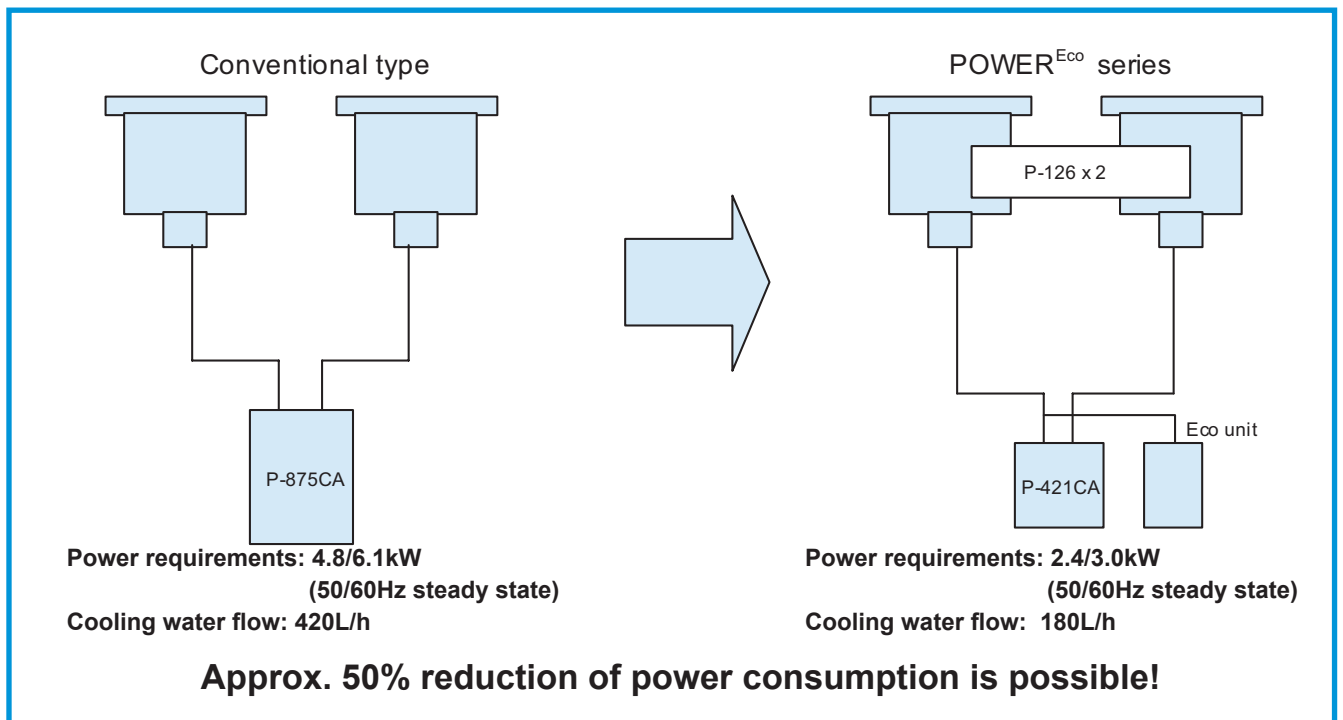 Conventional type
P-875CA
Power requirements: 4.8/6.1kW
(50/60Hz steady state)
Cooling water flow: 420L/h
POWER^Eco series
P-126 x 2
Eco unit
P-421CA
Power requirements: 2.4/3.0kW
(50/60Hz steady state)
Cooling water flow: 180L/h
Approx. 50% reduction of power consumption is possible!